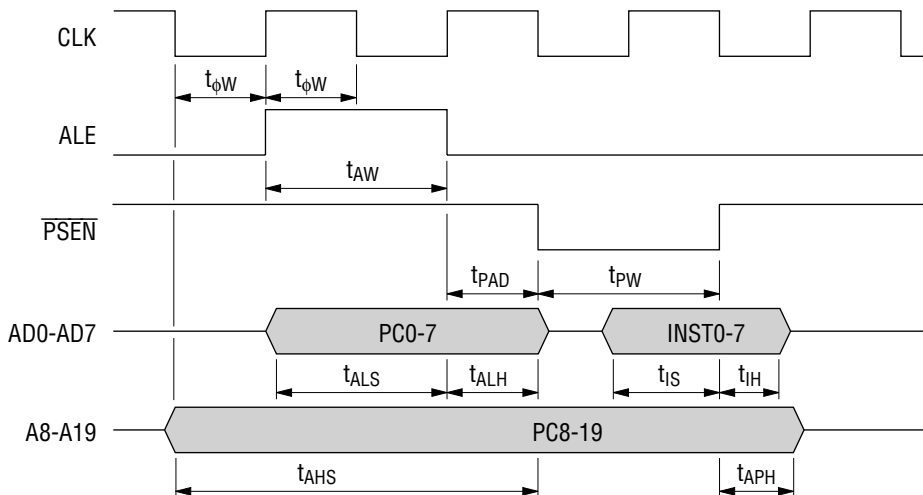 CLK
tϕW tϕW
ALE
tAW
PSEN
tPAD tPW
AD0-AD7 PC0-7 INST0-7
tALS tALH tIS tIH
A8-A19 PC8-19
tAHS tAPH